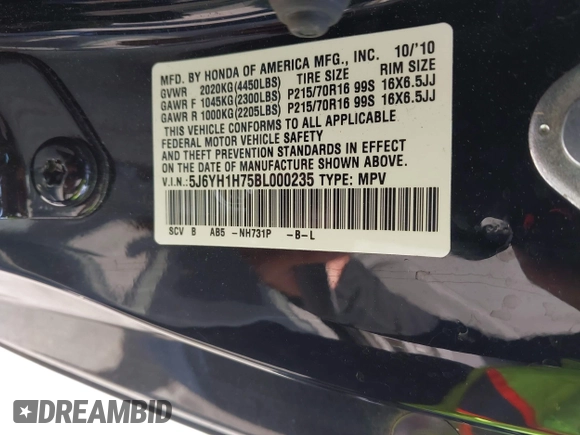 MFD. BY HONDA OF AMERICA MFG., INC. 10/'10
GVWR 2020KG(4450LBS) TIRE SIZE RIM SIZE
GAWR F 1045KG(2300LBS) P215/70R16 99S 16X6.5JJ
GAWR R 1000KG(2205LBS) P215/70R16 99S 16X6.5JJ
THIS VEHICLE CONFORMS TO ALL APPLICABLE
FEDERAL MOTOR VEHICLE SAFETY
AND THEFT PREVENTION STANDARDS IN EFFECT
ON THE DATE OF MANUFACTURE SHOWN ABOVE.
V.I.N.: 5J6YH1H75BL000235 TYPE: MPV
SCV B AB5 -NH731P -B-L
DREAMBID